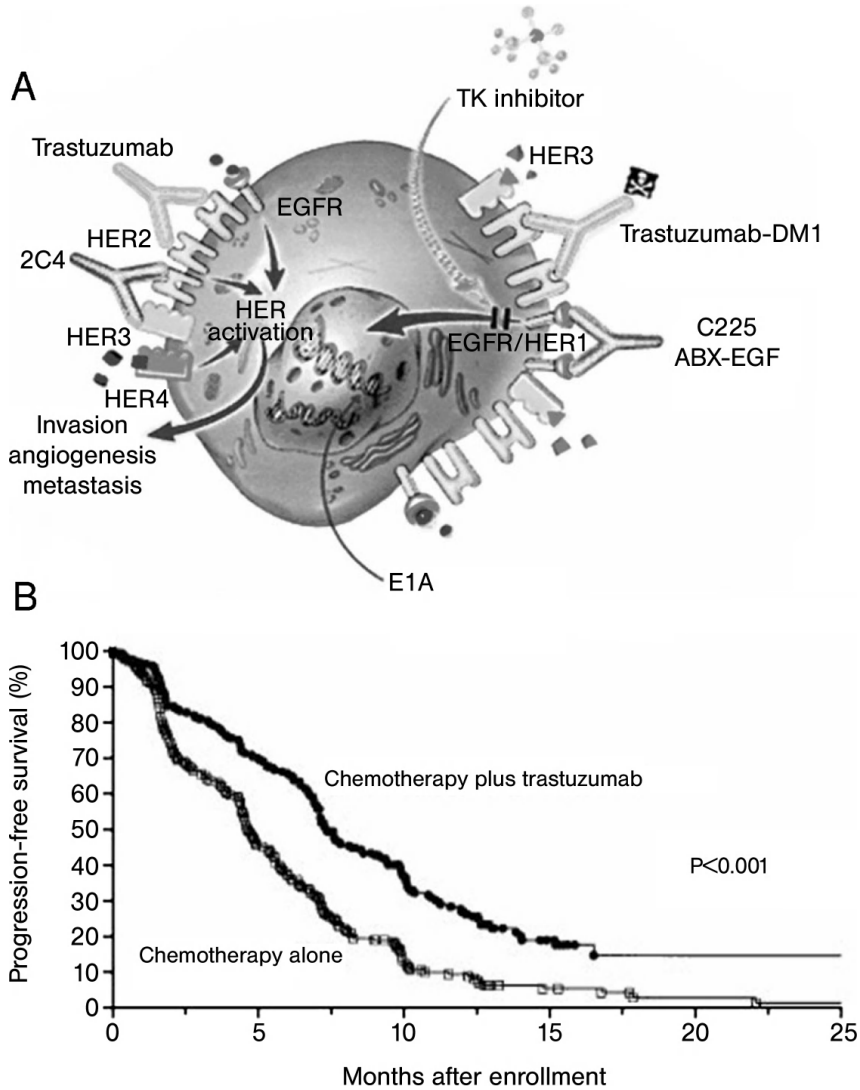 A
TK inhibitor
Trastuzumab
HER3
EGFR
HER2
Trastuzumab-DM1
2C4
HER
activation
HER3
EGFR/HER1
C225
ABX-EGF
HER4
Invasion
angiogenesis
metastasis
E1A
B
Progression-free survival (%)
100
90
80
70
60
50
40
30
20
10
0
Chemotherapy plus trastuzumab
P<0.001
Chemotherapy alone
0 5 10 15 20 25
Months after enrollment